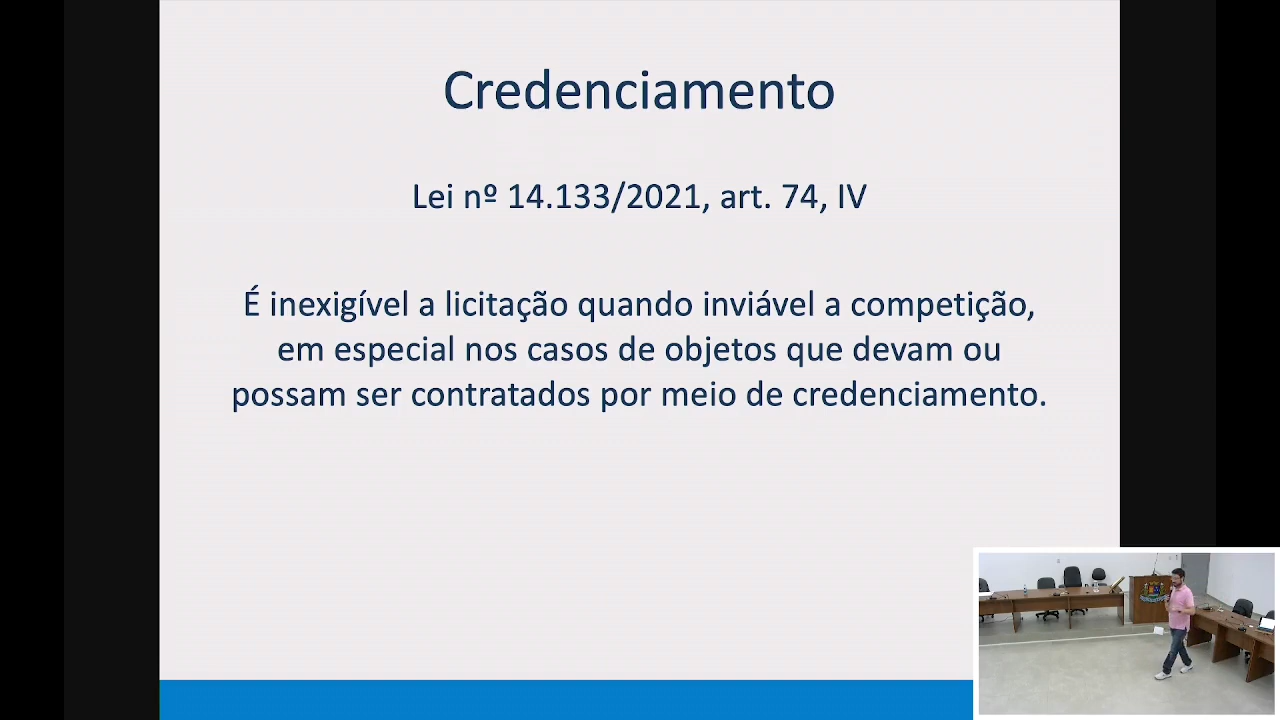 Credenciamento
Lei nº 14.133/2021, art. 74, IV
É inexigível a licitação quando inviável a competição,
em especial nos casos de objetos que devam ou
possam ser contratados por meio de credenciamento.